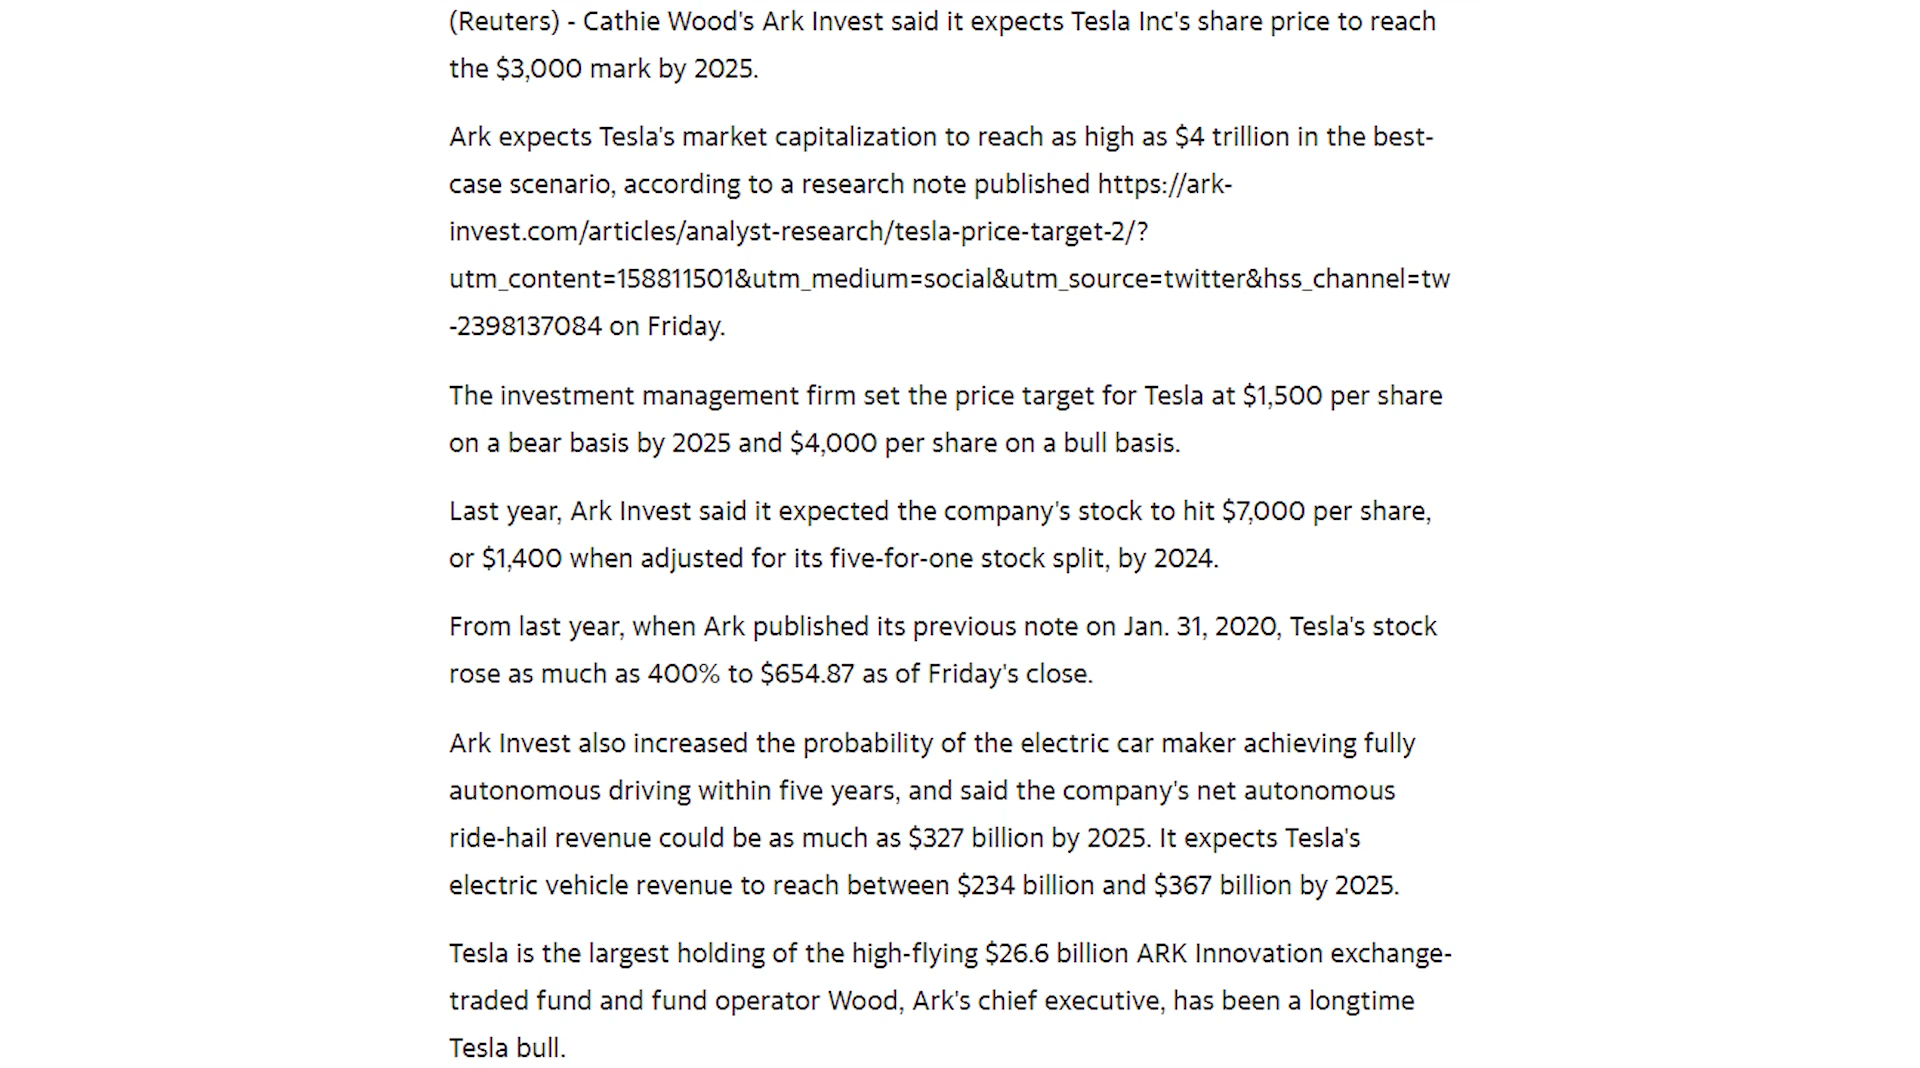 (Reuters) - Cathie Wood's Ark Invest said it expects Tesla Inc's share price to reach
the $3,000 mark by 2025.
Ark expects Tesla's market capitalization to reach as high as $4 trillion in the best-
case scenario, according to a research note published https://ark-
invest.com/articles/analyst-research/tesla-price-target-2/?
utm_content=158811501&utm_medium=social&utm_source=twitter&hss_channel=tw
-2398137084 on Friday.
The investment management firm set the price target for Tesla at $1,500 per share
on a bear basis by 2025 and $4,000 per share on a bull basis.
Last year, Ark Invest said it expected the company's stock to hit $7,000 per share,
or $1,400 when adjusted for its five-for-one stock split, by 2024.
From last year, when Ark published its previous note on Jan. 31, 2020, Tesla's stock
rose as much as 400% to $654.87 as of Friday's close.
Ark Invest also increased the probability of the electric car maker achieving fully
autonomous driving within five years, and said the company's net autonomous
ride-hail revenue could be as much as $327 billion by 2025. It expects Tesla's
electric vehicle revenue to reach between $234 billion and $367 billion by 2025.
Tesla is the largest holding of the high-flying $26.6 billion ARK Innovation exchange-
traded fund and fund operator Wood, Ark's chief executive, has been a longtime
Tesla bull.